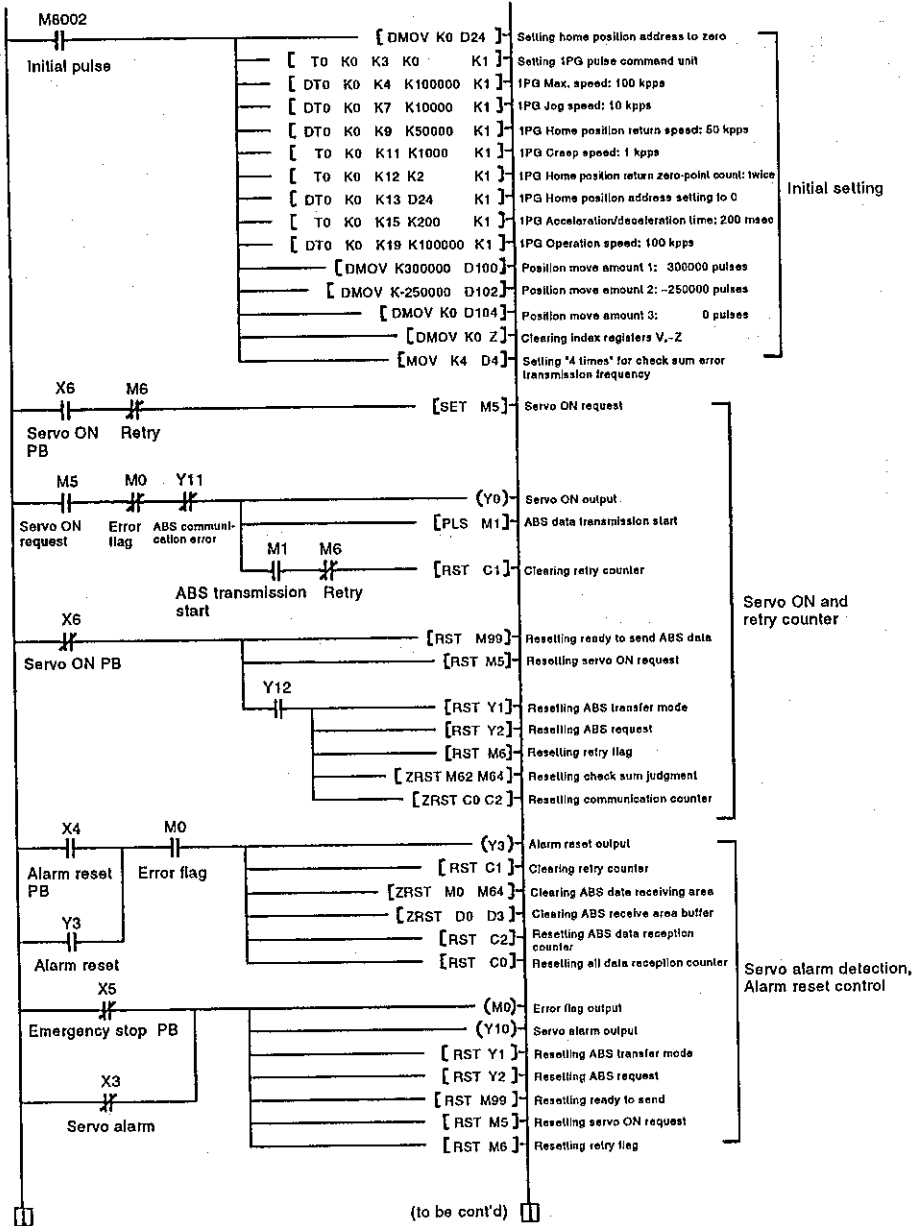 M8002
Initial pulse
[ DMOV K0 D24 ] Setting home position address to zero
[ T0 K0 K3 K0 K1 ] Setting 1PG pulse command unit
[ DT0 K0 K4 K100000 K1 ] 1PG Max. speed: 100 kpps
[ DT0 K0 K7 K10000 K1 ] 1PG Jog speed: 10 kpps
[ DT0 K0 K9 K50000 K1 ] 1PG Home position return speed: 50 kpps
[ T0 K0 K11 K1000 K1 ] 1PG Creep speed: 1 kpps
[ T0 K0 K12 K2 K1 ] 1PG Home position return zero-point count: twice
[ DT0 K0 K13 D24 K1 ] 1PG Home position address setting to 0
[ T0 K0 K15 K200 K1 ] 1PG Acceleration/deceleration time: 200 msec
[ DT0 K0 K19 K100000 K1 ] 1PG Operation speed: 100 kpps
[ DMOV K300000 D100 ] Position move amount 1: 300000 pulses
[ DMOV K-250000 D102 ] Position move amount 2: -250000 pulses
[ DMOV K0 D104 ] Position move amount 3: 0 pulses
[ DMOV K0 Z ] Clearing index registers V,-Z
[ MOV K4 D4 ] Setting "4 times" for check sum error
transmission frequency
Initial setting
X6 M6
Servo ON PB Retry
[SET M5] Servo ON request
M5 M0 Y11
Servo ON request Error flag ABS communi-cation error
(Y0) Servo ON output
[PLS M1] ABS data transmission start
M1 M6
ABS transmission start Retry
[RST C1] Clearing retry counter
X6
Servo ON PB
[RST M99] Resetting ready to send ABS data
[RST M5] Resetting servo ON request
Y12
[RST Y1] Resetting ABS transfer mode
[RST Y2] Resetting ABS request
[RST M6] Resetting retry flag
[ZRST M62 M64] Resetting check sum judgment
[ZRST C0 C2] Resetting communication counter
Servo ON and
retry counter
X4 M0
Alarm reset PB Error flag
Y3
Alarm reset
(Y3) Alarm reset output
[RST C1] Clearing retry counter
[ZRST M0 M64] Clearing ABS data receiving area
[ZRST D0 D3] Clearing ABS receive area buffer
[RST C2] Resetting ABS data reception
counter
[RST C0] Resetting all data reception counter
X5
Emergency stop PB
X3
Servo alarm
(M0) Error flag output
(Y10) Servo alarm output
[RST Y1] Resetting ABS transfer mode
[RST Y2] Resetting ABS request
[RST M99] Resetting ready to send
[RST M5] Resetting servo ON request
[RST M6] Resetting retry flag
Servo alarm detection,
Alarm reset control
(to be cont'd)